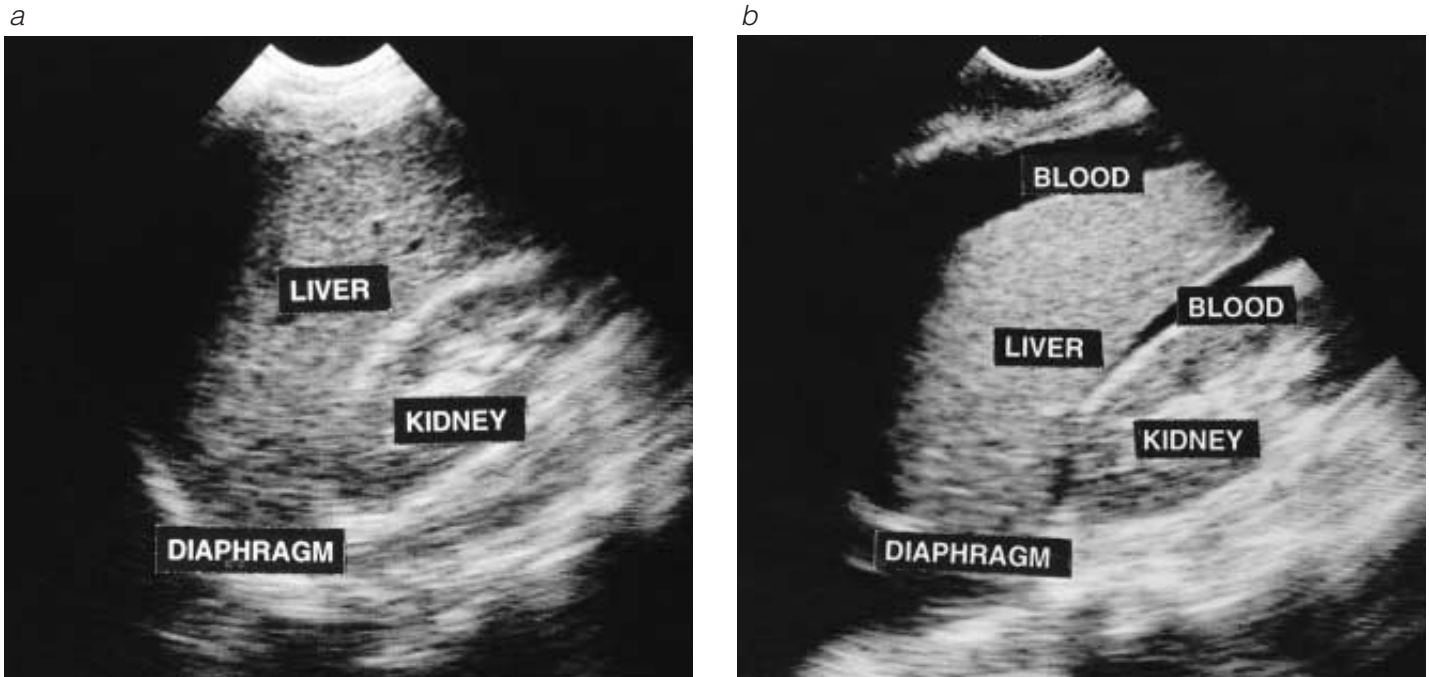 a
LIVER
KIDNEY
DIAPHRAGM
b
BLOOD
BLOOD
LIVER
KIDNEY
DIAPHRAGM